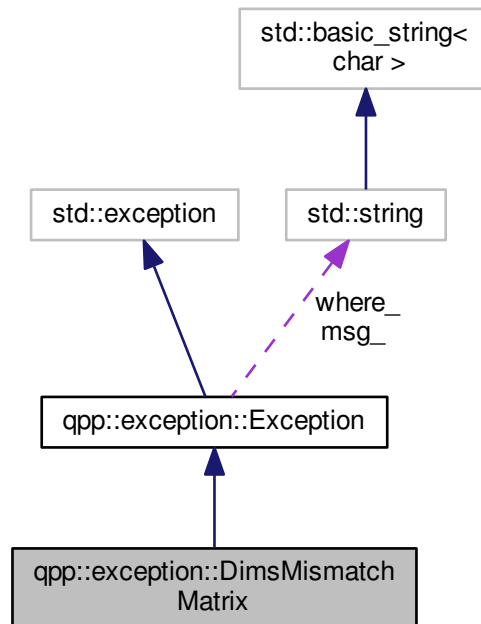 std::basic_string<
char >
std::exception
std::string
where_
msg_
qpp::exception::Exception
qpp::exception::DimsMismatch
Matrix